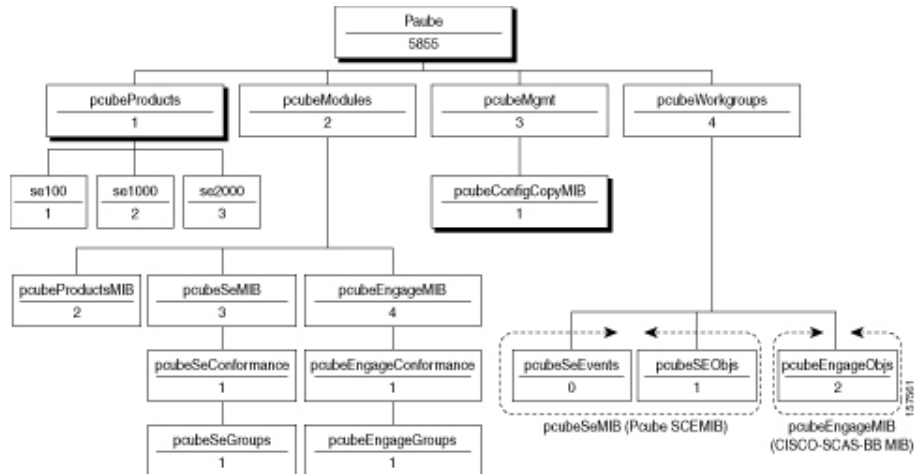 Paube
5855
pcubeProducts
1
pcubeModules
2
pcubeMgmt
3
pcubeWorkgroups
4
se100
1
se1000
2
se2000
3
pcubeConfigCopyMIB
1
pcubeProductsMIB
2
pcubeSeMIB
3
pcubeEngageMIB
4
pcubeSeConformance
1
pcubeEngageConformance
1
pcubeSeEvents
0
pcubeSEObjs
1
pcubeEngageObjs
2
pcubeSeGroups
1
pcubeEngageGroups
1
pcubeSeMIB (Pcube SCEMIB)
pcubeEngageMIB
(CISCO-SCAS-BB MIB)
157561